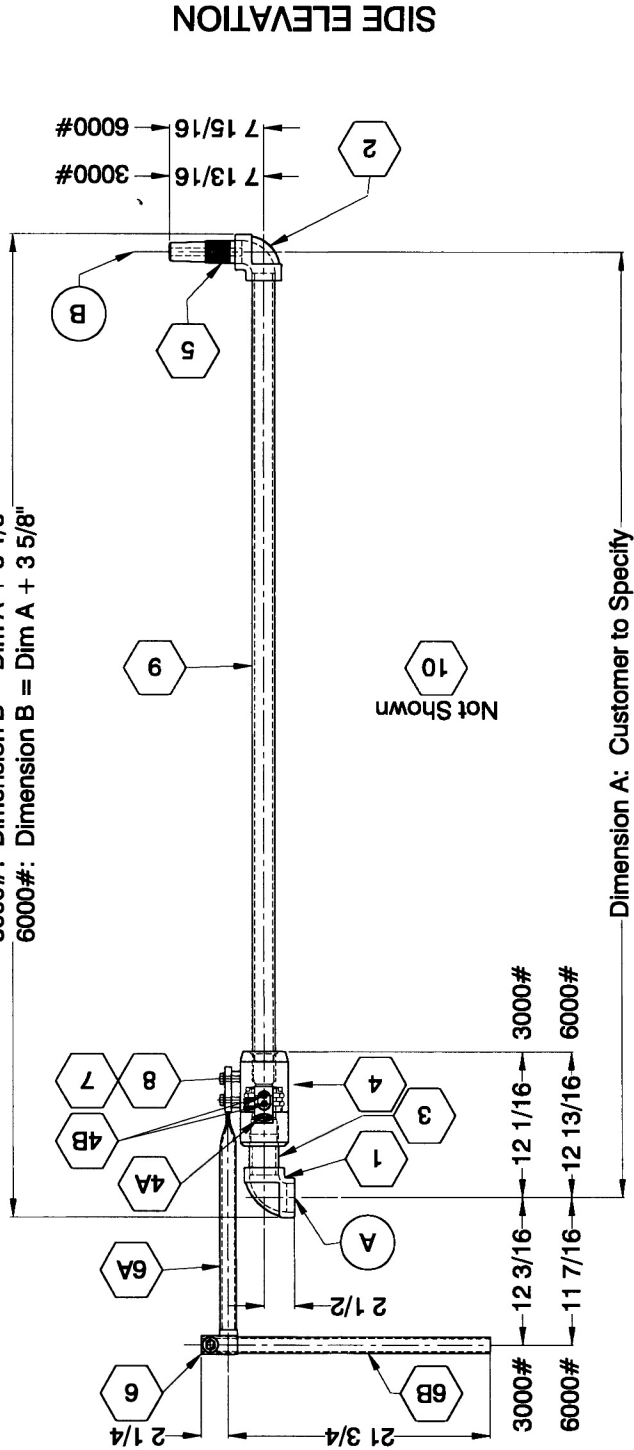 Dimension A: Customer to Specify
3000# 12 3/16 12 1/16 3000#
6000# 11 7/16 12 13/16 6000#
21 3/4
2 1/4
2 1/2
6B
6
6A
A
1
3
4
4A
4B
8
7
10
Not Shown
9
2
5
B
7 13/16 3000#
7 15/16 6000#
6000#: Dimension B = Dim A + 3 5/8"
SIDE ELEVATION